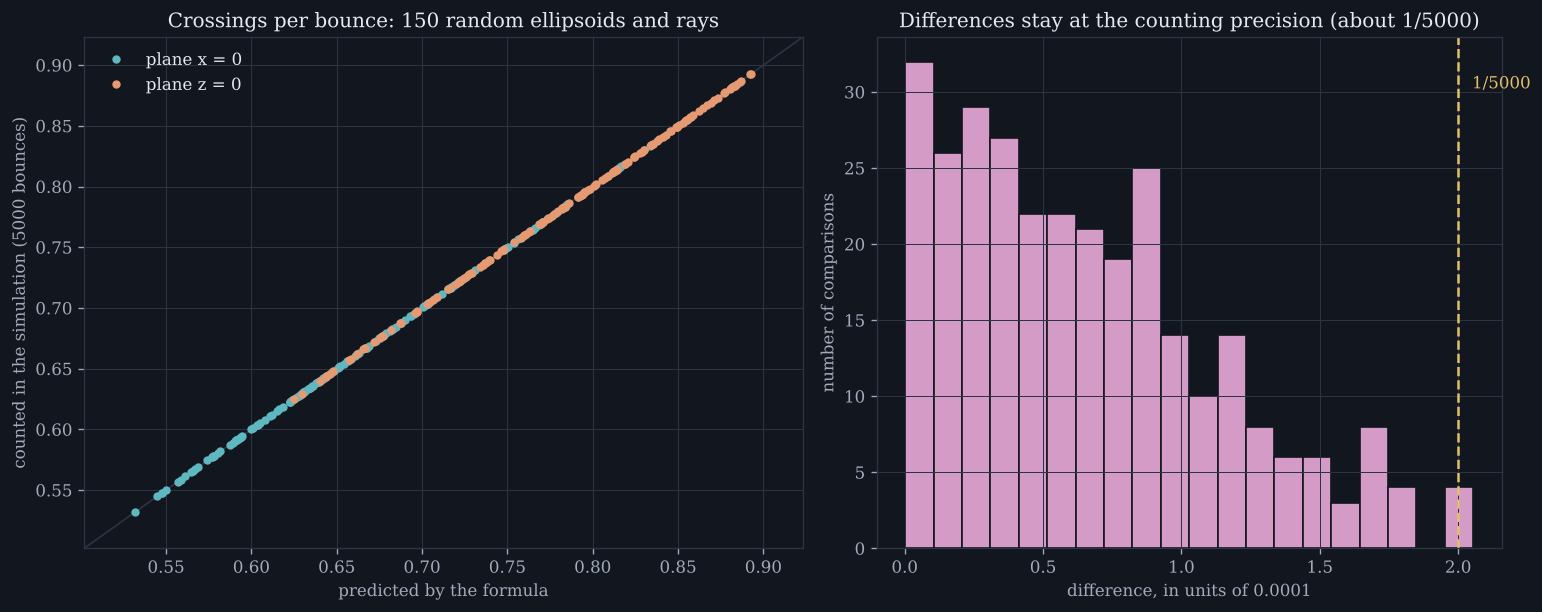 Crossings per bounce: 150 random ellipsoids and rays
plane x = 0
plane z = 0
counted in the simulation (5000 bounces)
0.90
0.85
0.80
0.75
0.70
0.65
0.60
0.55
0.55 0.60 0.65 0.70 0.75 0.80 0.85 0.90
predicted by the formula
Differences stay at the counting precision (about 1/5000)
1/5000
number of comparisons
30
25
20
15
10
5
0
0.0 0.5 1.0 1.5 2.0
difference, in units of 0.0001